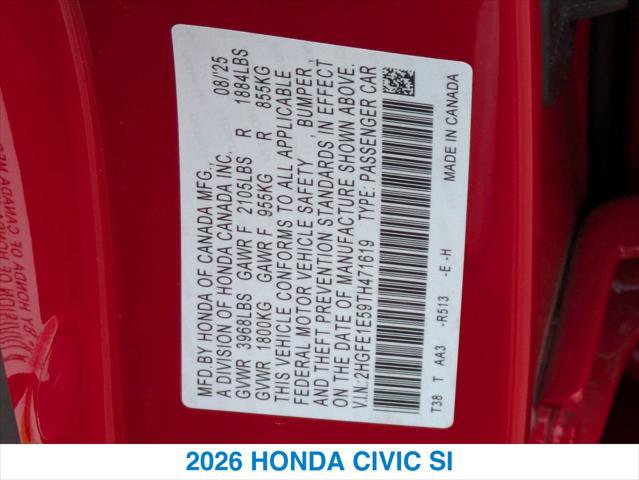 MFD.BY HONDA OF CANADA MFG., 08/'25
A DIVISION OF HONDA CANADA INC.
GVWR 3968LBS GAWR F 2105LBS R 1884LBS
GVWR 1800KG GAWR F 955KG R 855KG
THIS VEHICLE CONFORMS TO ALL APPLICABLE
FEDERAL MOTOR VEHICLE SAFETY , BUMPER,
AND THEFT PREVENTION STANDARDS IN EFFECT
ON THE DATE OF MANUFACTURE SHOWN ABOVE.
V.I.N.:2HGFE1E59TH471619 TYPE: PASSENGER CAR
T38 T AA3 -R513 -E -H MADE IN CANADA
2026 HONDA CIVIC SI